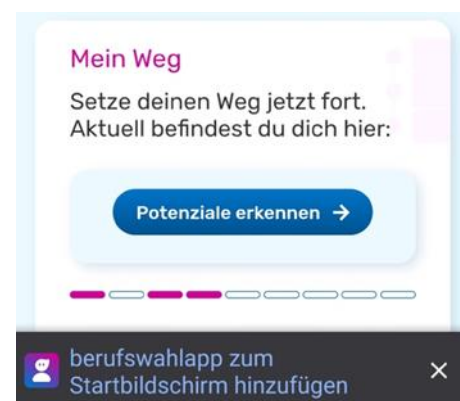 Mein Weg
Setze deinen Weg jetzt fort.
Aktuell befindest du dich hier:
Potenziale erkennen →
berufswahlapp zum
Startbildschirm hinzufügen